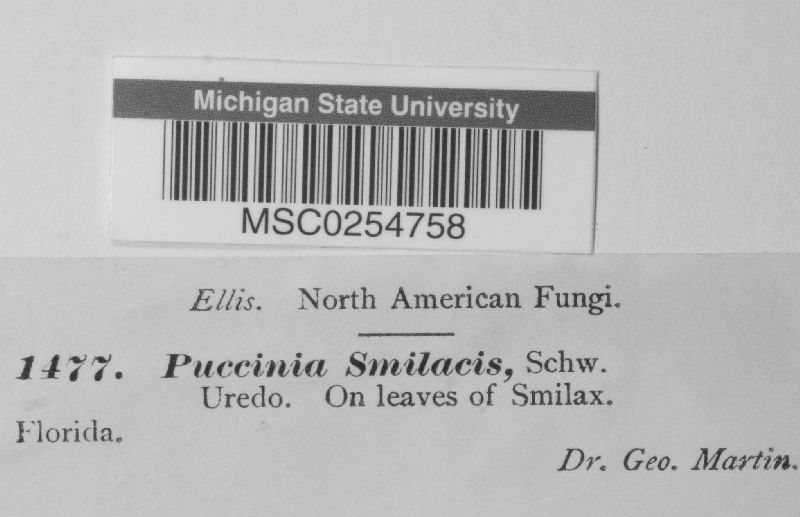 Michigan State University
MSC0254758
Ellis. North American Fungi.
1477. Puccinia Smilacis, Schw.
Uredo. On leaves of Smilax.
Florida.
Dr. Geo. Martin.